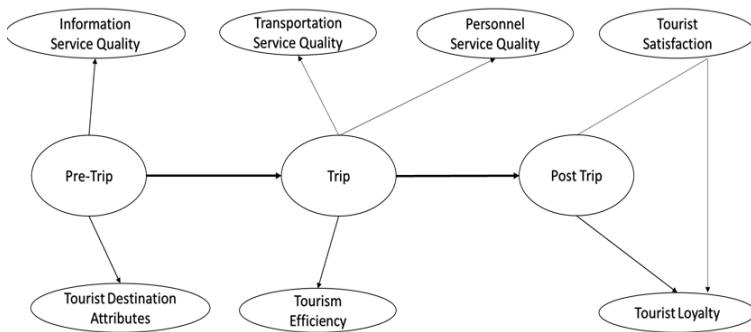 Information
Service Quality
Transportation
Service Quality
Personnel
Service Quality
Tourist
Satisfaction
Pre-Trip
Trip
Post Trip
Tourist Destination
Attributes
Tourism
Efficiency
Tourist Loyalty